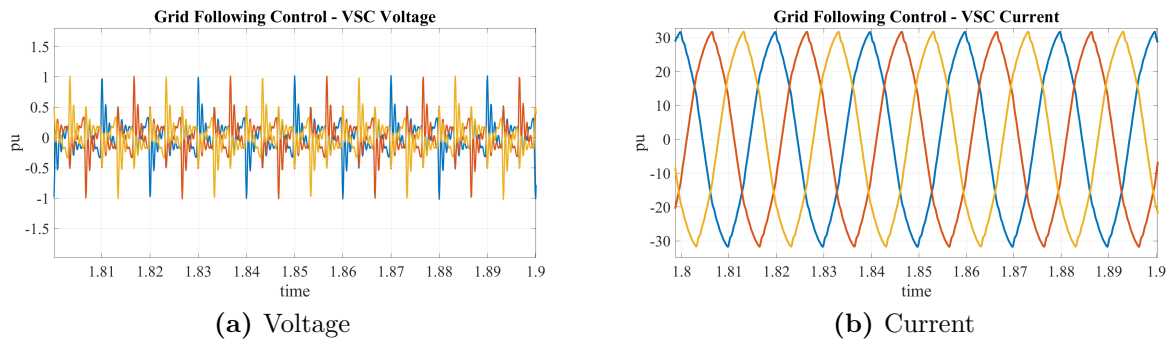 Grid Following Control - VSC Voltage
1.5
1
0.5
0
-0.5
-1
-1.5
pu
1.81 1.82 1.83 1.84 1.85 1.86 1.87 1.88 1.89 1.9
time
(a) Voltage
Grid Following Control - VSC Current
30
20
10
0
-10
-20
-30
pu
1.8 1.81 1.82 1.83 1.84 1.85 1.86 1.87 1.88 1.89 1.9
time
(b) Current